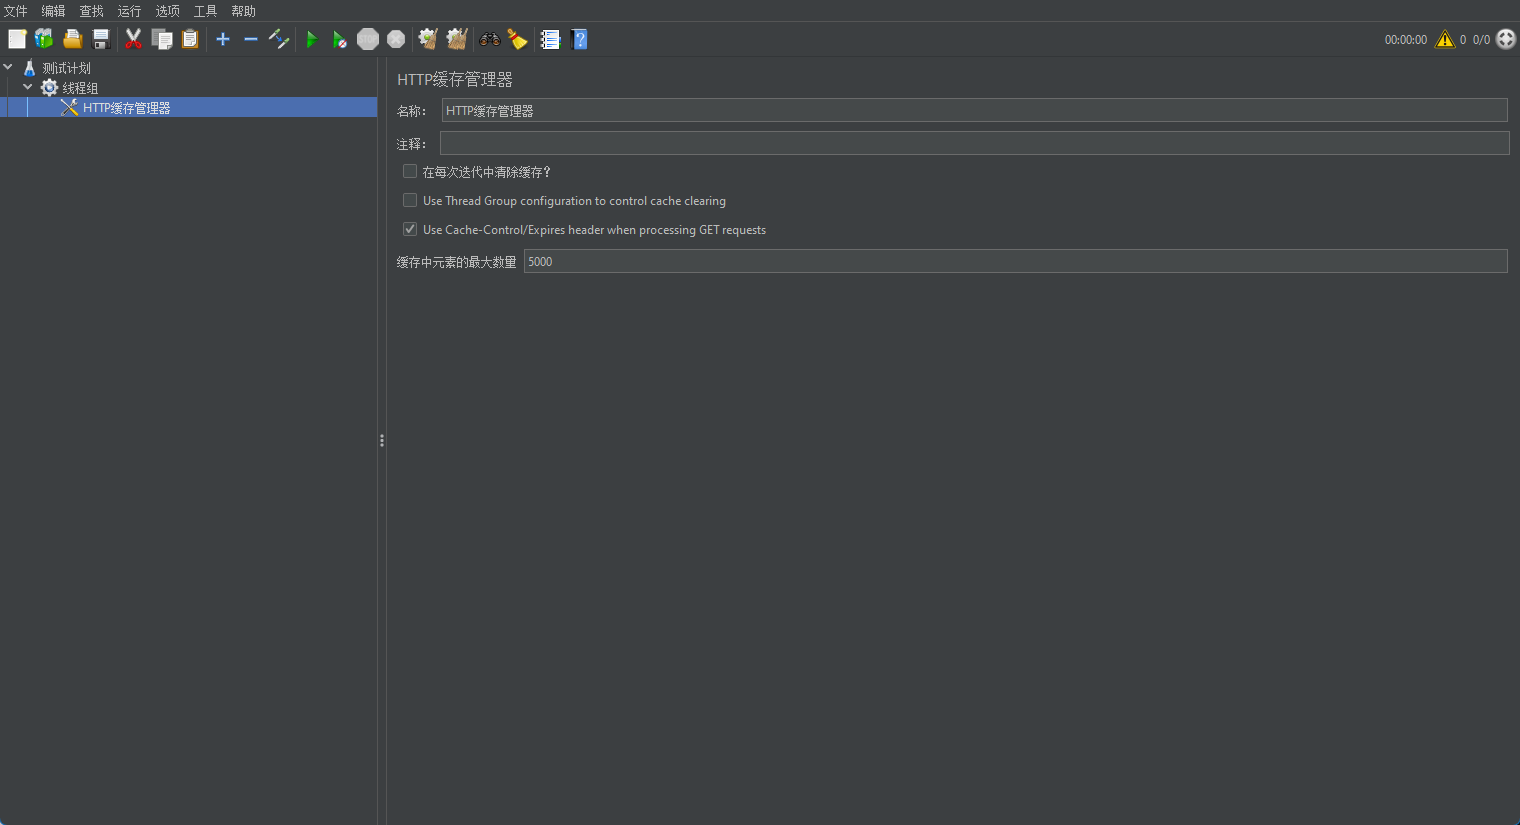 文件 编辑 查找 运行 选项 工具 帮助
00:00:00 0 0/0
测试计划
线程组
HTTP缓存管理器
HTTP缓存管理器
名称： HTTP缓存管理器
注释：
在每次迭代中清除缓存？
Use Thread Group configuration to control cache clearing
Use Cache-Control/Expires header when processing GET requests
缓存中元素的最大数量 5000